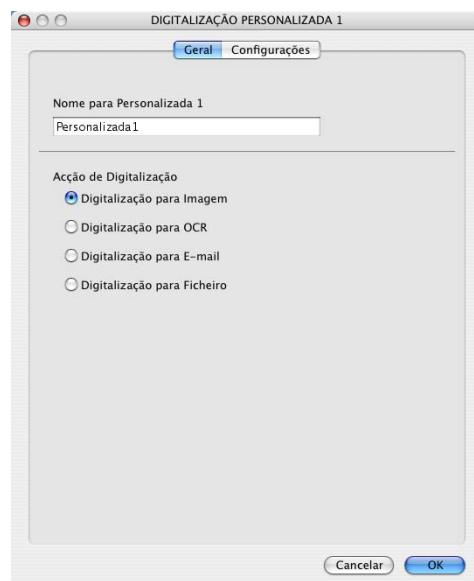 DIGITALIZAÇÃO PERSONALIZADA 1
Geral Configurações
Nome para Personalizada 1
Personalizada1
Acção de Digitalização
Digitalização para Imagem
Digitalização para OCR
Digitalização para E-mail
Digitalização para Ficheiro
Cancelar OK